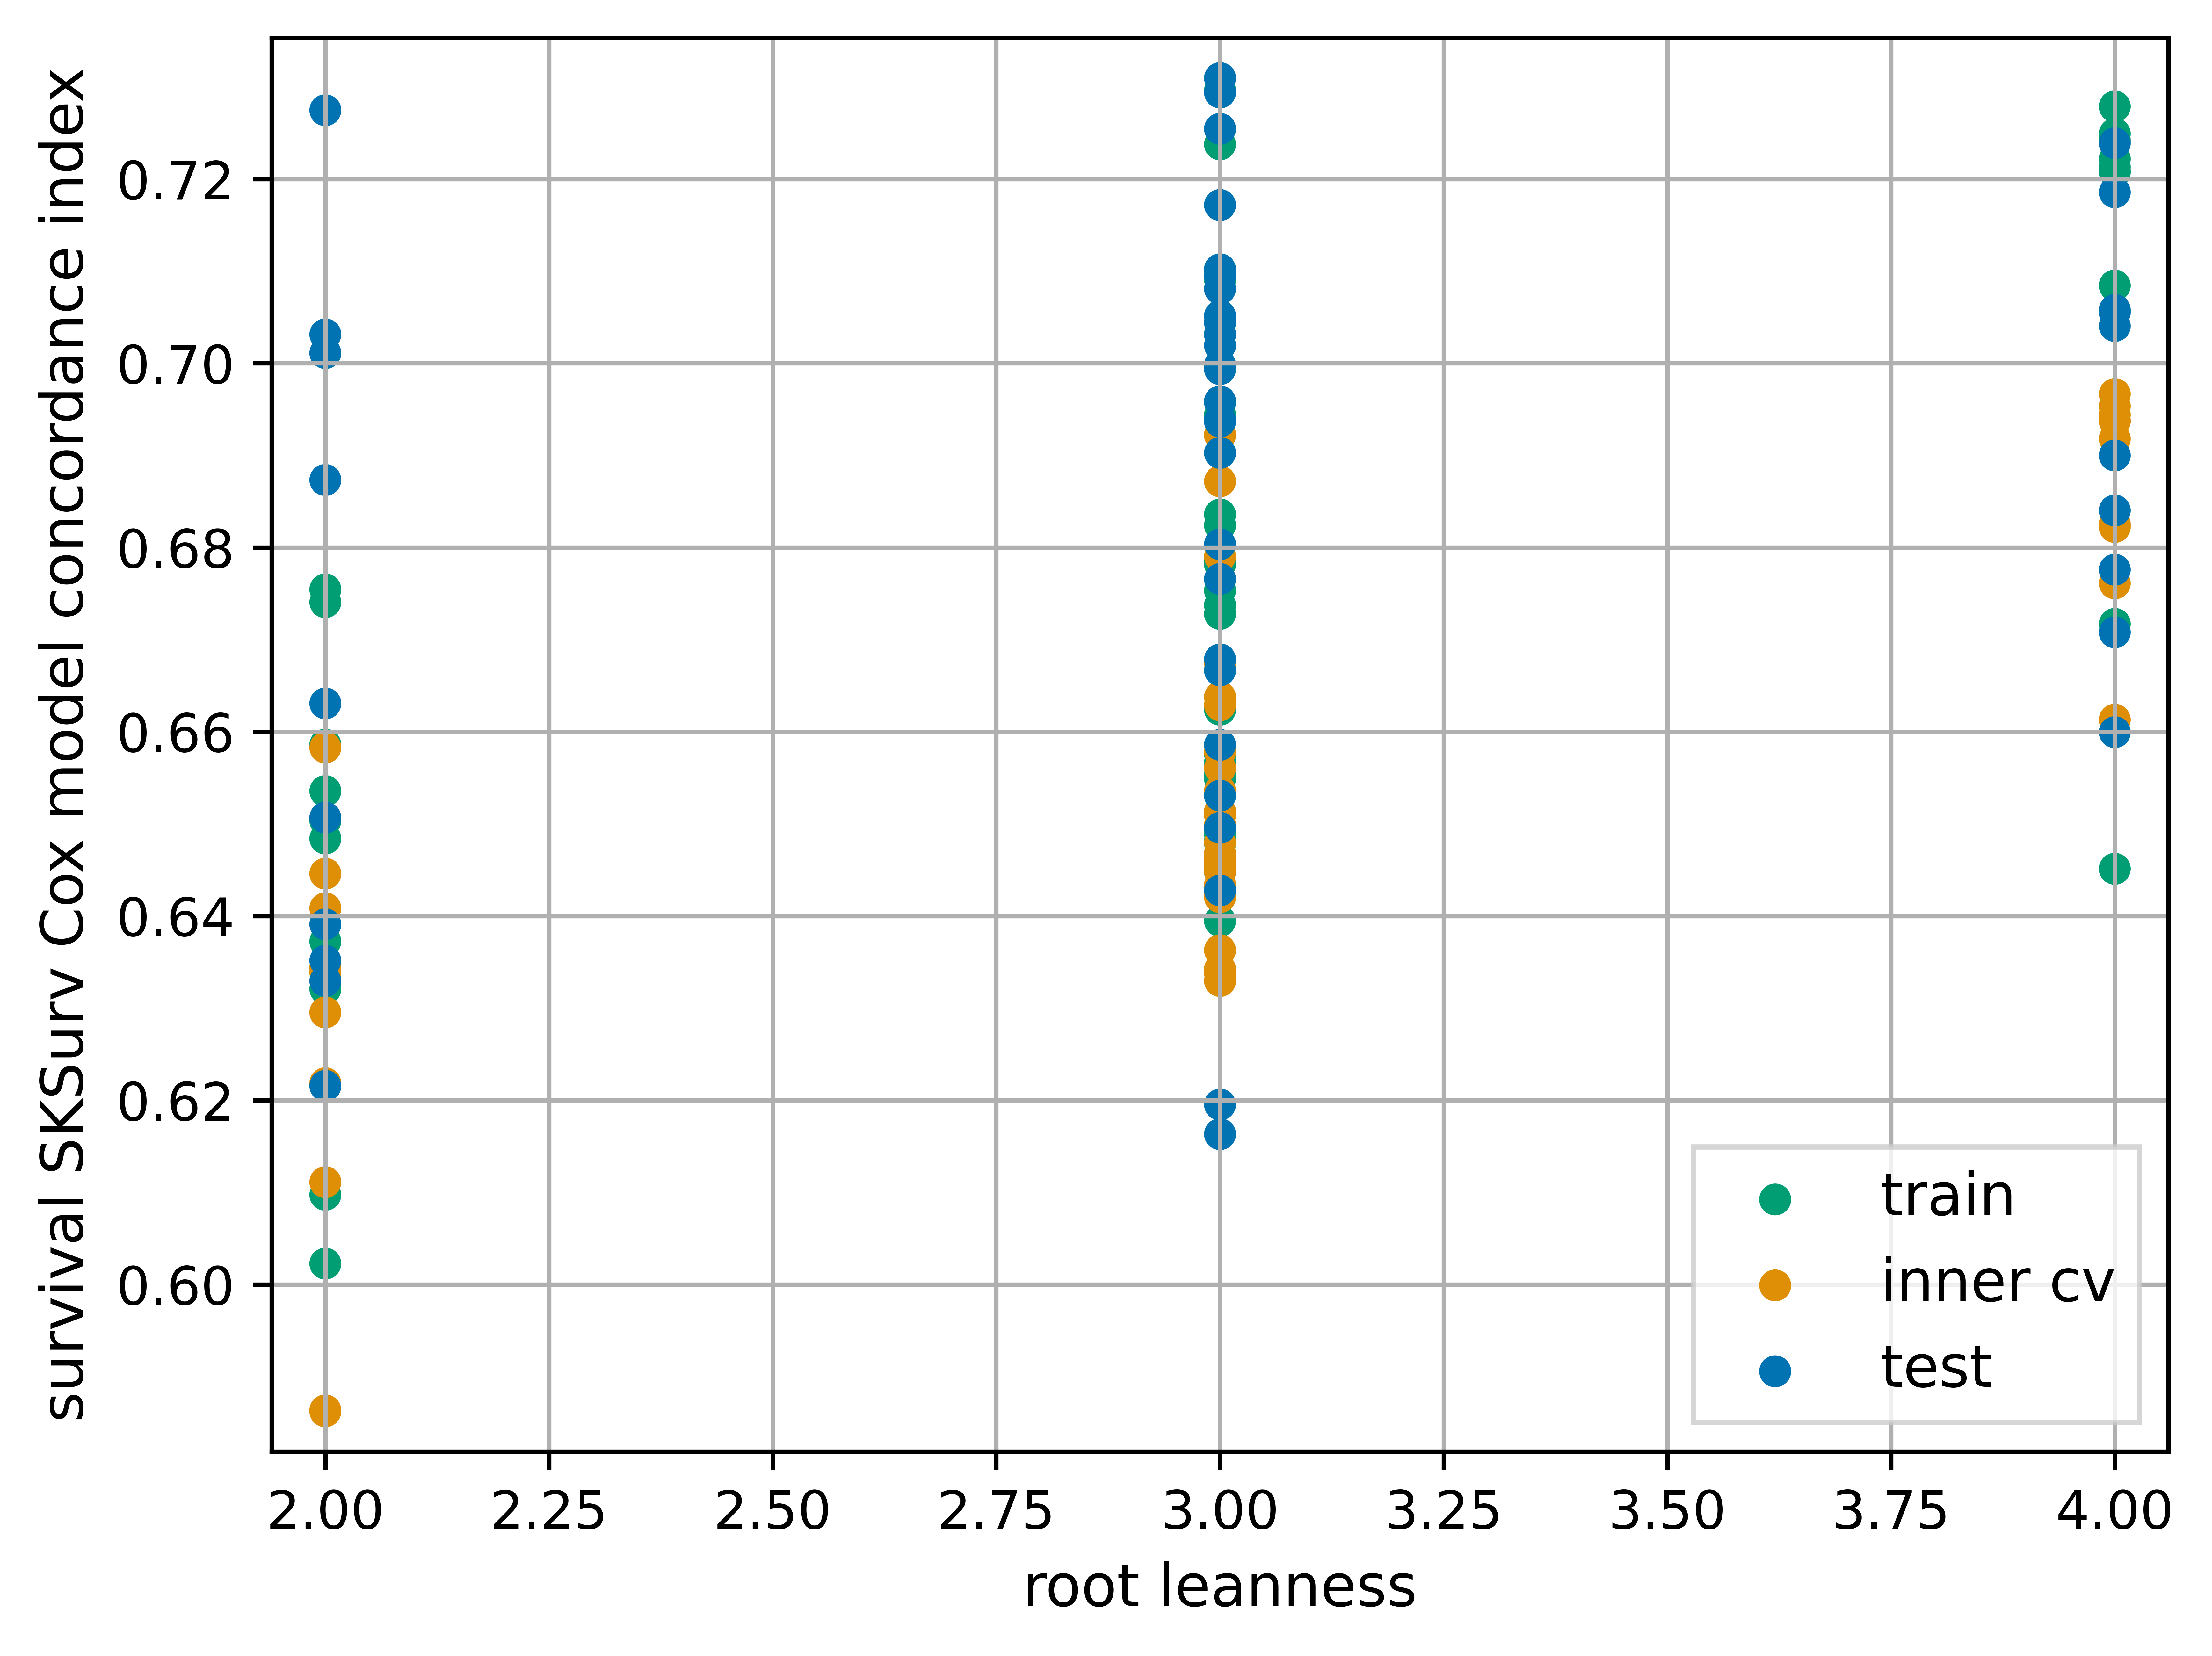 survival SKSurv Cox model concordance index
0.72
0.70
0.68
0.66
0.64
0.62
0.60
train
inner cv
test
2.00 2.25 2.50 2.75 3.00 3.25 3.50 3.75 4.00
root leanness